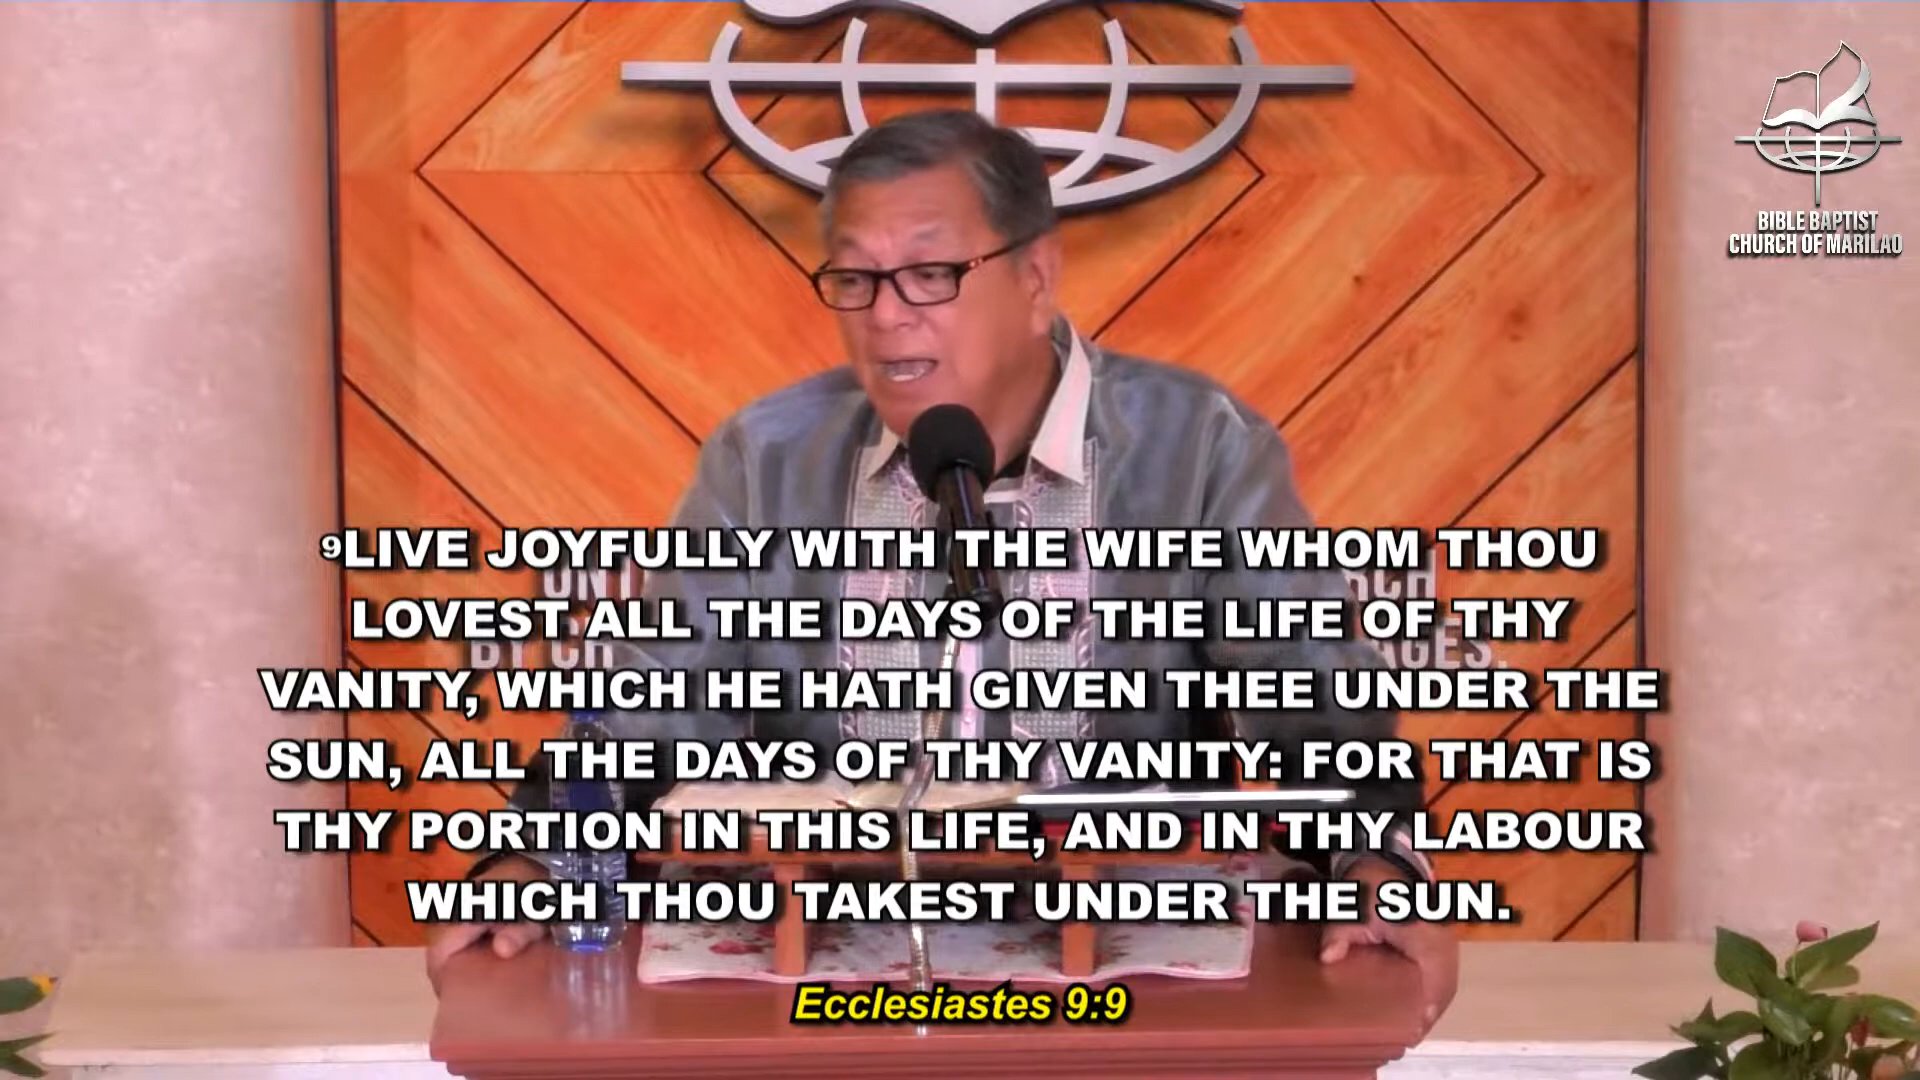 BIBLE BAPTIST
CHURCH OF MARILAO
9LIVE JOYFULLY WITH THE WIFE WHOM THOU
LOVEST ALL THE DAYS OF THE LIFE OF THY
VANITY, WHICH HE HATH GIVEN THEE UNDER THE
SUN, ALL THE DAYS OF THY VANITY: FOR THAT IS
THY PORTION IN THIS LIFE, AND IN THY LABOUR
WHICH THOU TAKEST UNDER THE SUN.
BY
AGES.
Ecclesiastes 9:9